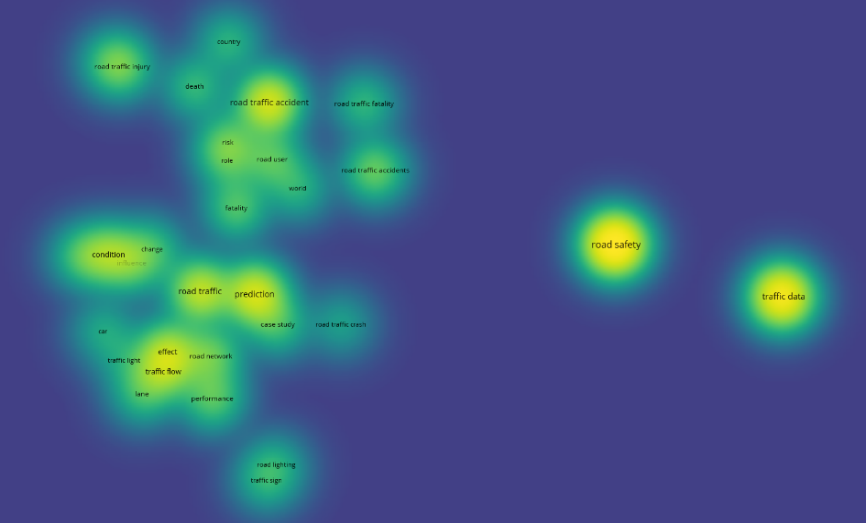 country
road traffic injury
death
road traffic accident
road traffic fatality
risk
role
road user
road traffic accidents
world
fatality
road safety
condition
change
influence
road traffic
prediction
traffic data
case study
road traffic crash
car
effect
traffic light
road network
traffic flow
lane
performance
road lighting
traffic sign